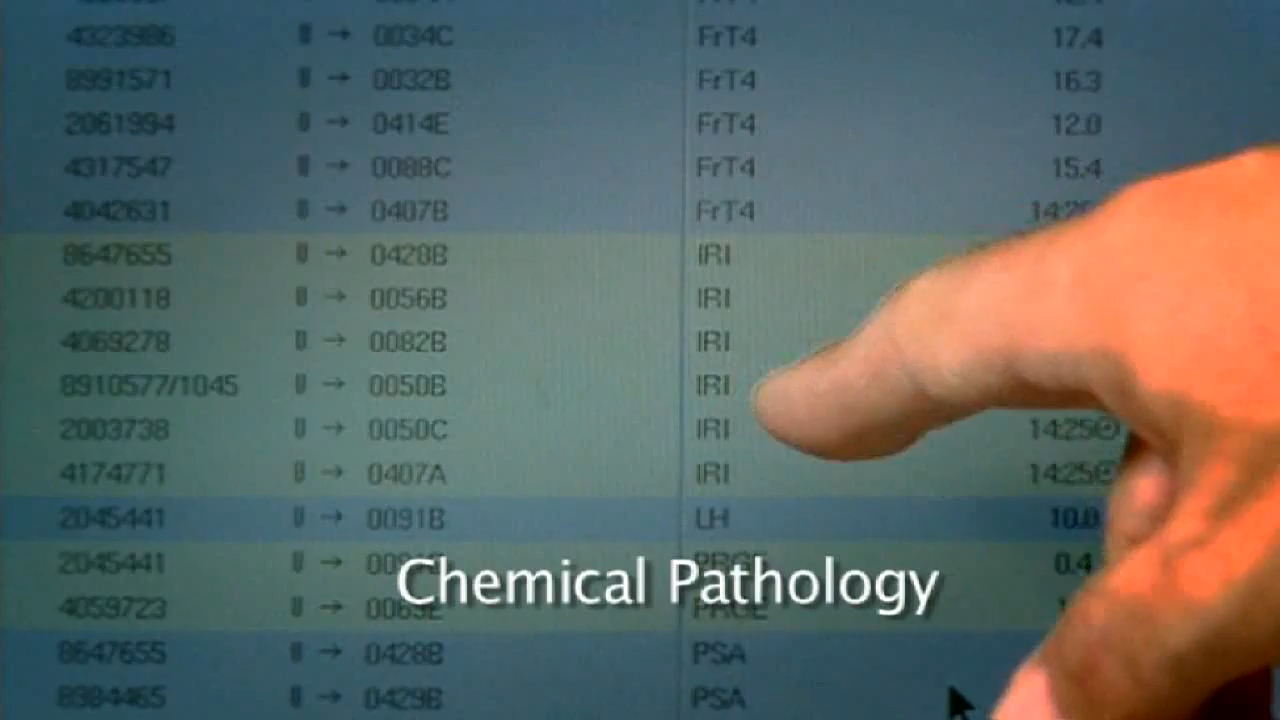 4323986 → 0034C FrT4 17.4
8991571 → 0032B FrT4 16.3
2061994 → 0414E FrT4 12.0
4317547 → 0088C FrT4 15.4
4042631 → 0407B FrT4
8647655 → 0428B IRI
4200118 → 0056B IRI
4069278 → 0082B IRI
8910577/1045 → 0050B IRI
2003738 → 0050C IRI 14:25
4174771 → 0407A IRI 14:25
2045441 → 0091B LH 10.0
2045441 → 0.4
Chemical Pathology
4059723 →
8647655 → 0428B PSA
8984465 → 0429B PSA